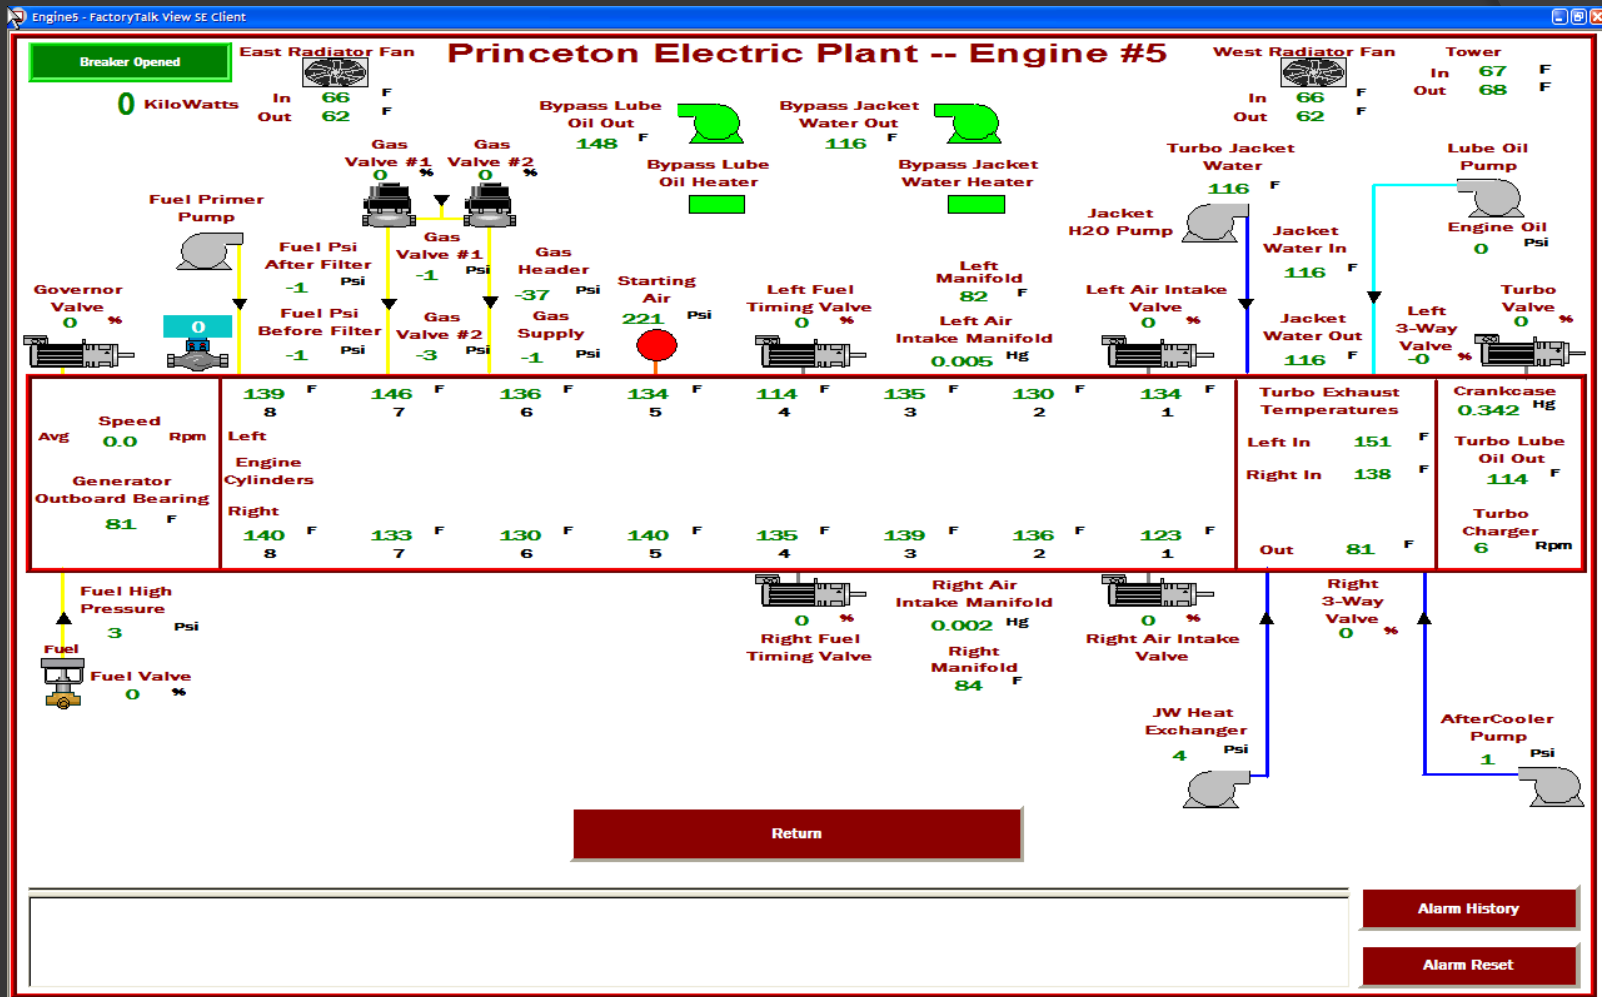 Engine5 - FactoryTalk View SE Client
Breaker Opened
0 KiloWatts
East Radiator Fan
In 66 F
Out 62 F
Princeton Electric Plant -- Engine #5
West Radiator Fan
In 66 F
Out 62 F
Tower
In 67 F
Out 68 F
Bypass Lube
Oil Out
148 F
Bypass Lube
Oil Heater
Bypass Jacket
Water Out
116 F
Bypass Jacket
Water Heater
Gas
Valve #1
0 %
Gas
Valve #2
0 %
Turbo Jacket
Water
116 F
Lube Oil
Pump
Engine Oil
0 Psi
Fuel Primer
Pump
Jacket
H2O Pump
Jacket
Water In
116 F
Jacket
Water Out
116 F
Fuel Psi
After Filter
-1 Psi
Fuel Psi
Before Filter
-1 Psi
Gas
Valve #1
-1 Psi
Gas
Valve #2
-3 Psi
Gas
Header
-37 Psi
Gas
Supply
-1 Psi
Starting
Air
221 Psi
Left Fuel
Timing Valve
0 %
Left
Manifold
82 F
Left Air
Intake Manifold
0.005 Hg
Left Air Intake
Valve
0 %
Left
3-Way
Valve
-0 %
Turbo
Valve
0 %
Governor
Valve
0 %
0
Speed
Avg 0.0 Rpm
Generator
Outboard Bearing
81 F
139 F 146 F 136 F 134 F 114 F 135 F 130 F 134 F
8 7 6 5 4 3 2 1
Left
Engine
Cylinders
Right
140 F 133 F 130 F 140 F 135 F 139 F 136 F 123 F
8 7 6 5 4 3 2 1
Turbo Exhaust
Temperatures
Left In 151 F
Right In 138 F
Out 81 F
Crankcase
0.342 Hg
Turbo Lube
Oil Out
114 F
Turbo
Charger
6 Rpm
Fuel High
Pressure
3 Psi
Fuel
Fuel Valve
0 %
0 %
Right Fuel
Timing Valve
Right Air
Intake Manifold
0.002 Hg
Right
Manifold
84 F
0 %
Right Air Intake
Valve
Right
3-Way
Valve
0 %
JW Heat
Exchanger
4 Psi
AfterCooler
Pump
1 Psi
Return
Alarm History
Alarm Reset